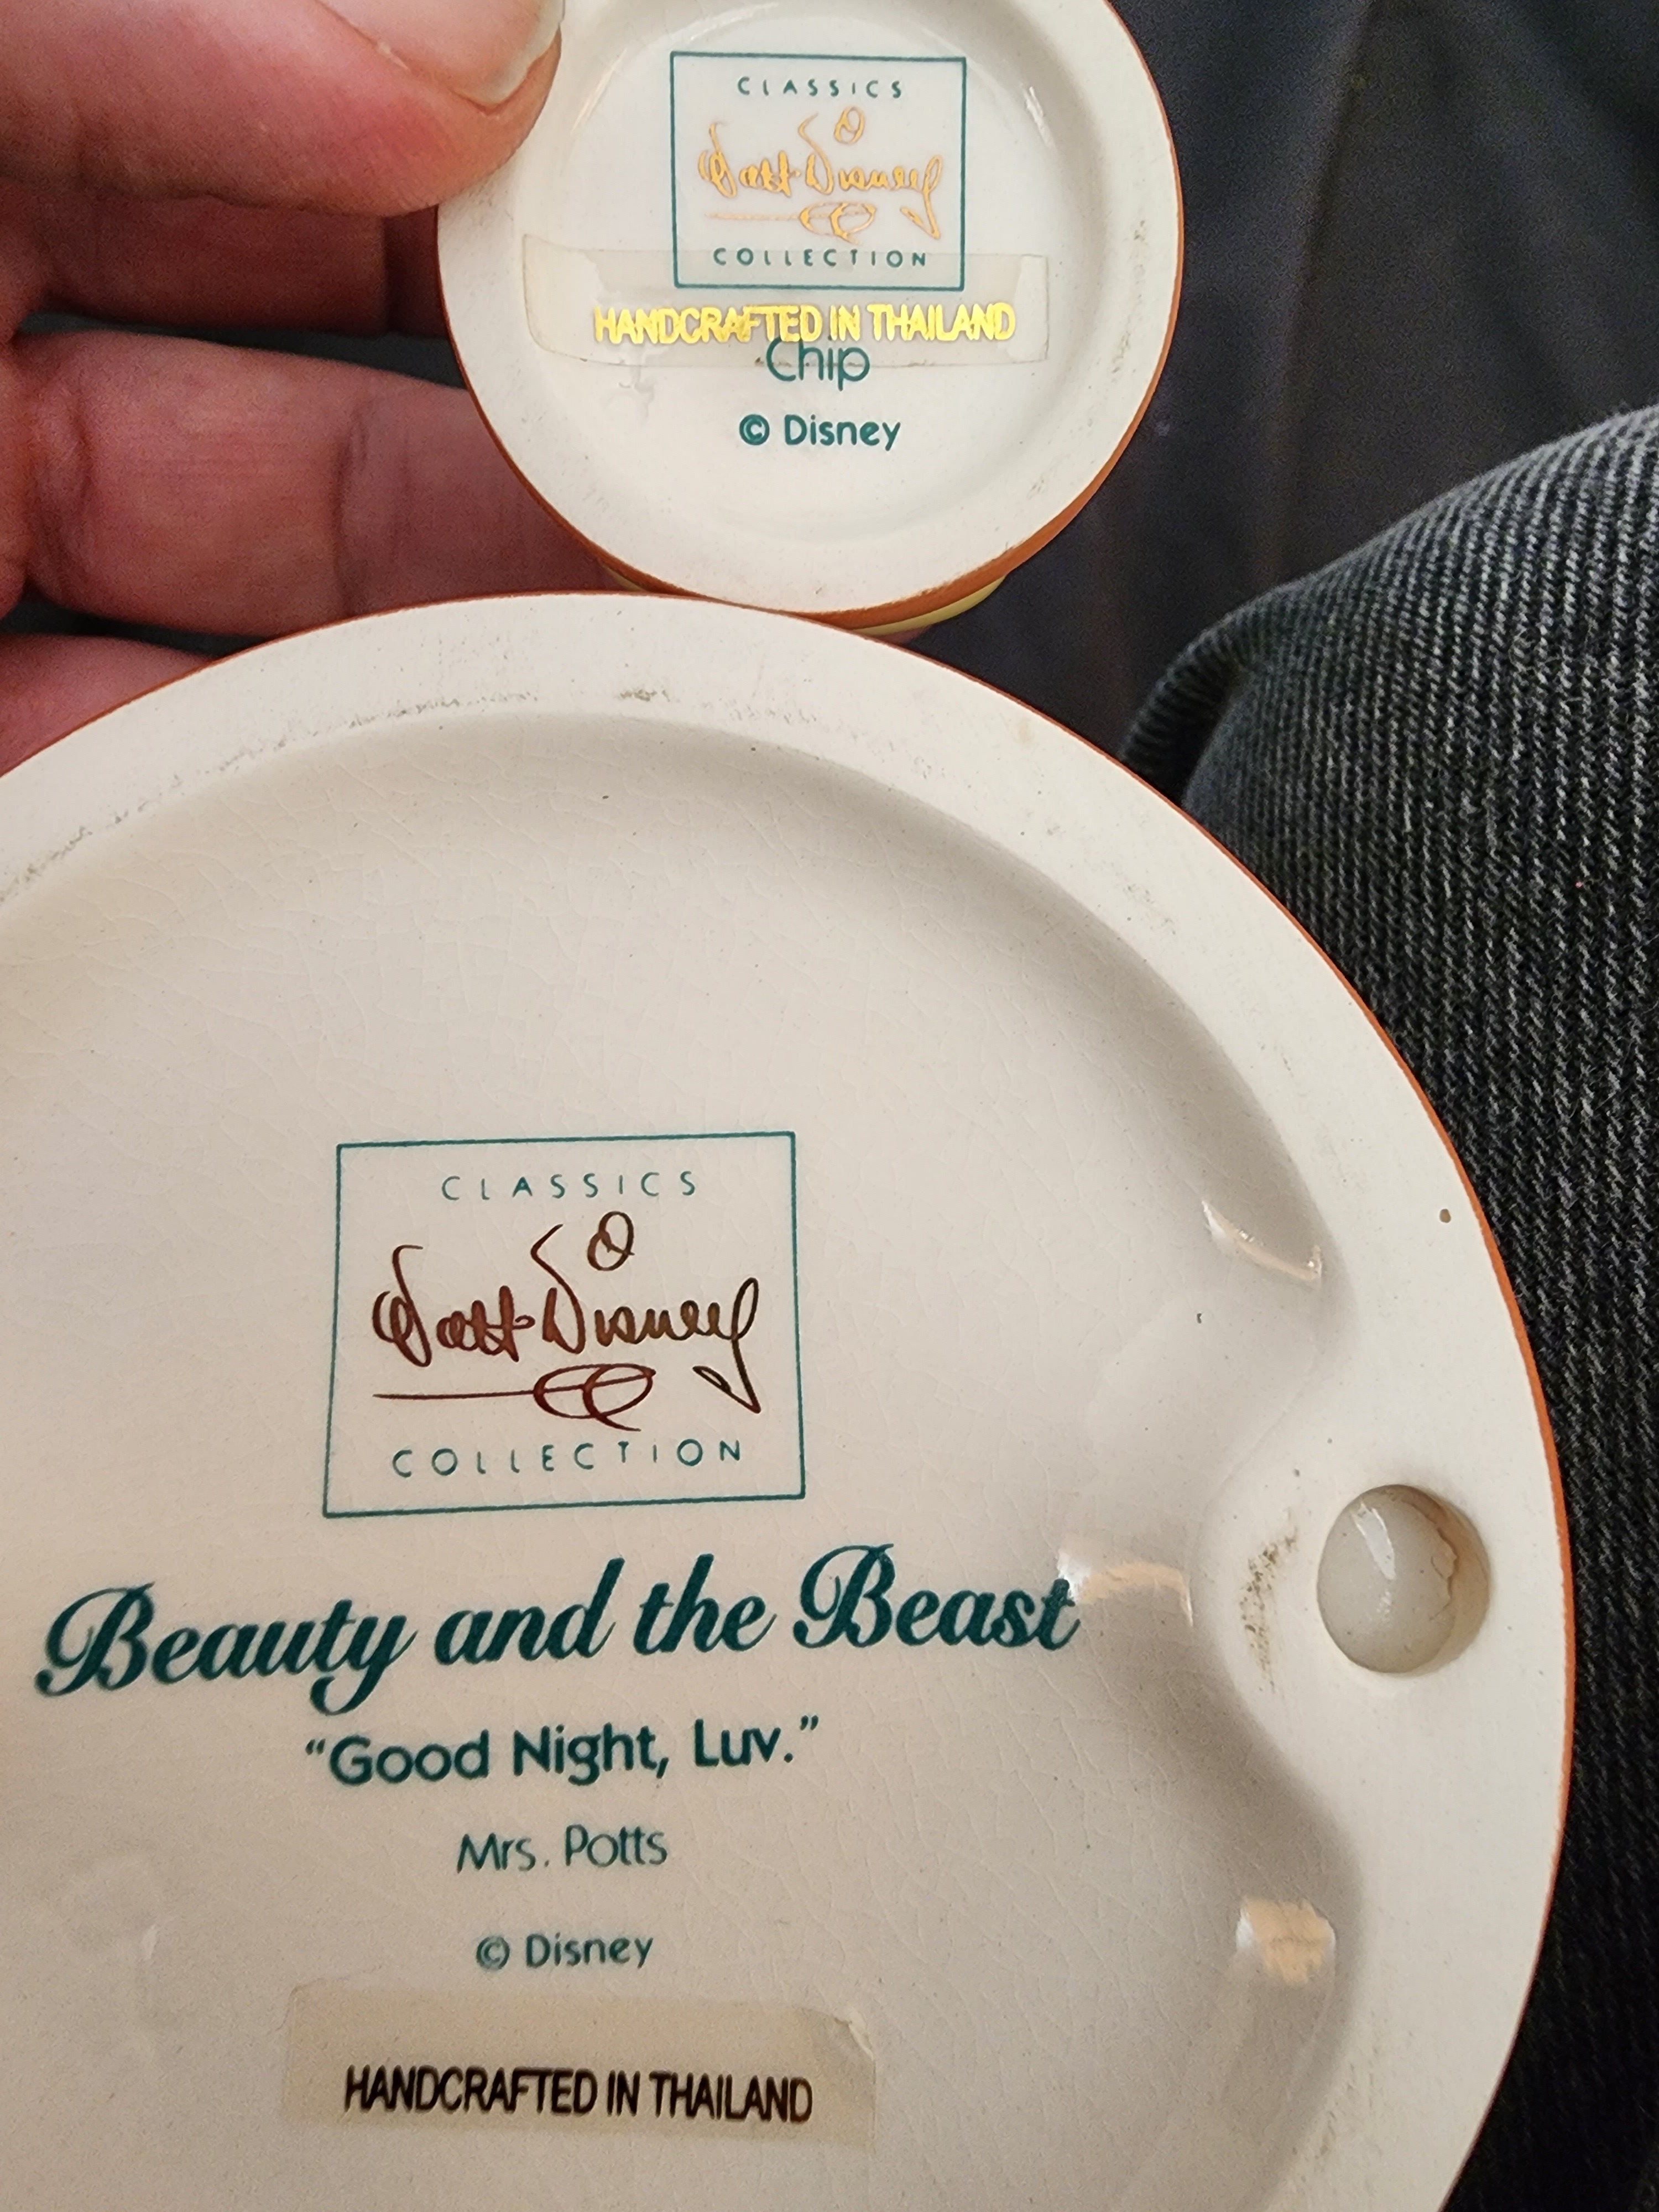 CLASSICS
Walt Disney
COLLECTION
HANDCRAFTED IN THAILAND
Chip
© Disney
CLASSICS
Walt Disney
COLLECTION
Beauty and the Beast
“Good Night, Luv.”
Mrs. Potts
© Disney
HANDCRAFTED IN THAILAND